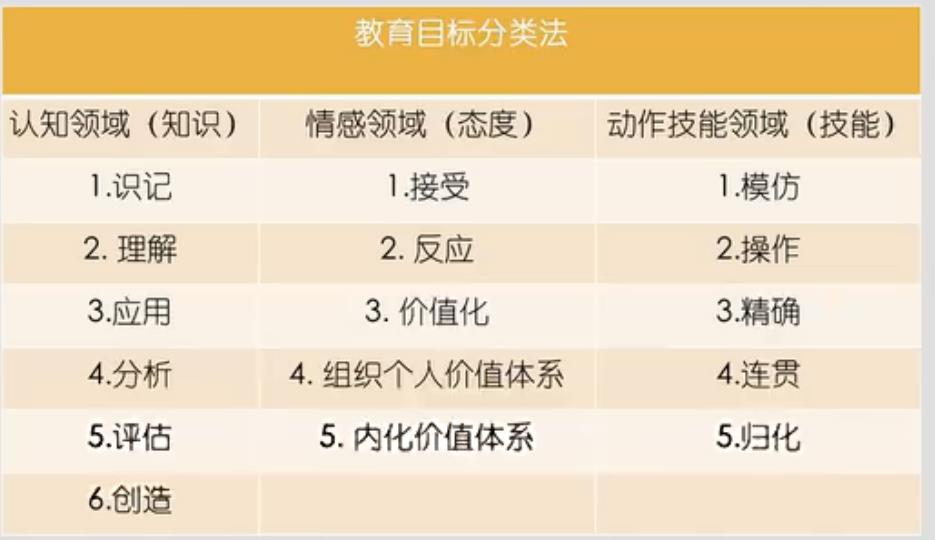 教育目标分类法
认知领域（知识） 情感领域（态度） 动作技能领域（技能）
1.识记 1.接受 1.模仿
2. 理解 2. 反应 2.操作
3.应用 3. 价值化 3.精确
4.分析 4. 组织个人价值体系 4.连贯
5.评估 5. 内化价值体系 5.归化
6.创造